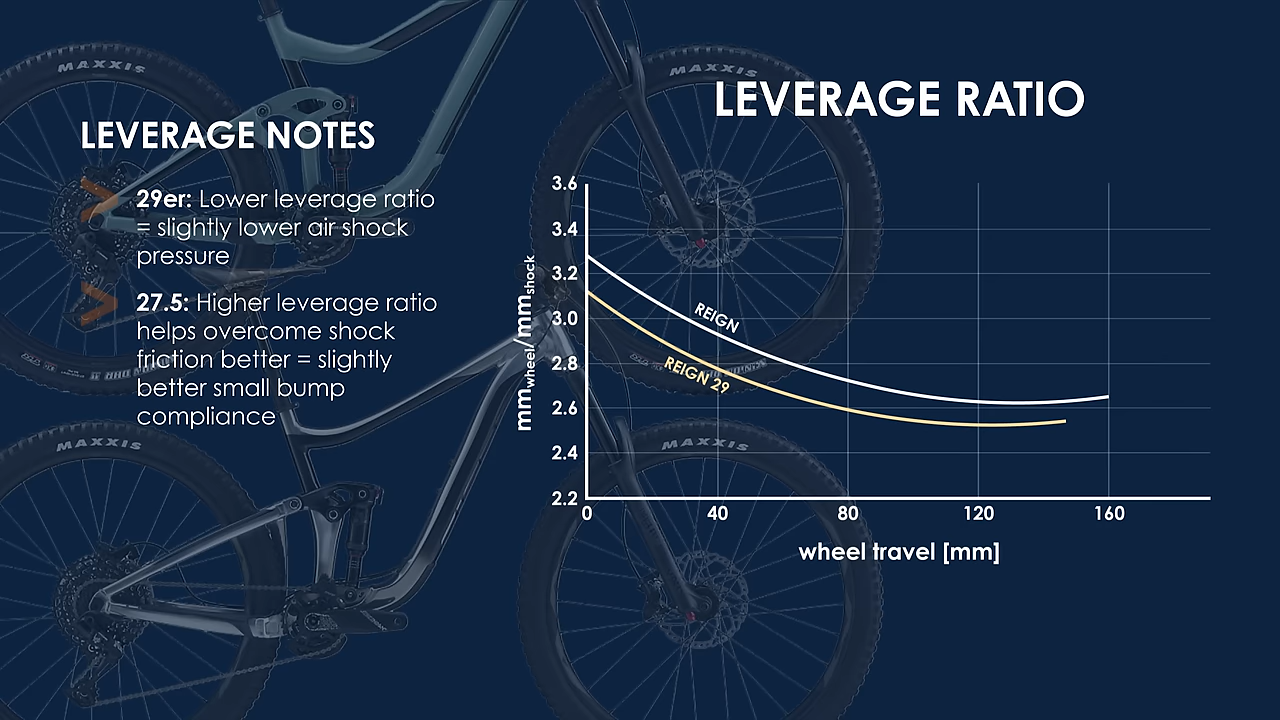 MAXXIS
MAXXIS
LEVERAGE NOTES
29er: Lower leverage ratio
= slightly lower air shock
pressure
27.5: Higher leverage ratio
helps overcome shock
friction better = slightly
better small bump
compliance
MAXXIS
MAXXIS
LEVERAGE RATIO
mmwheel/mmshock
3.6
3.4
3.2
3.0
2.8
2.6
2.4
2.2
REIGN
REIGN 29
0 40 80 120 160
wheel travel [mm]